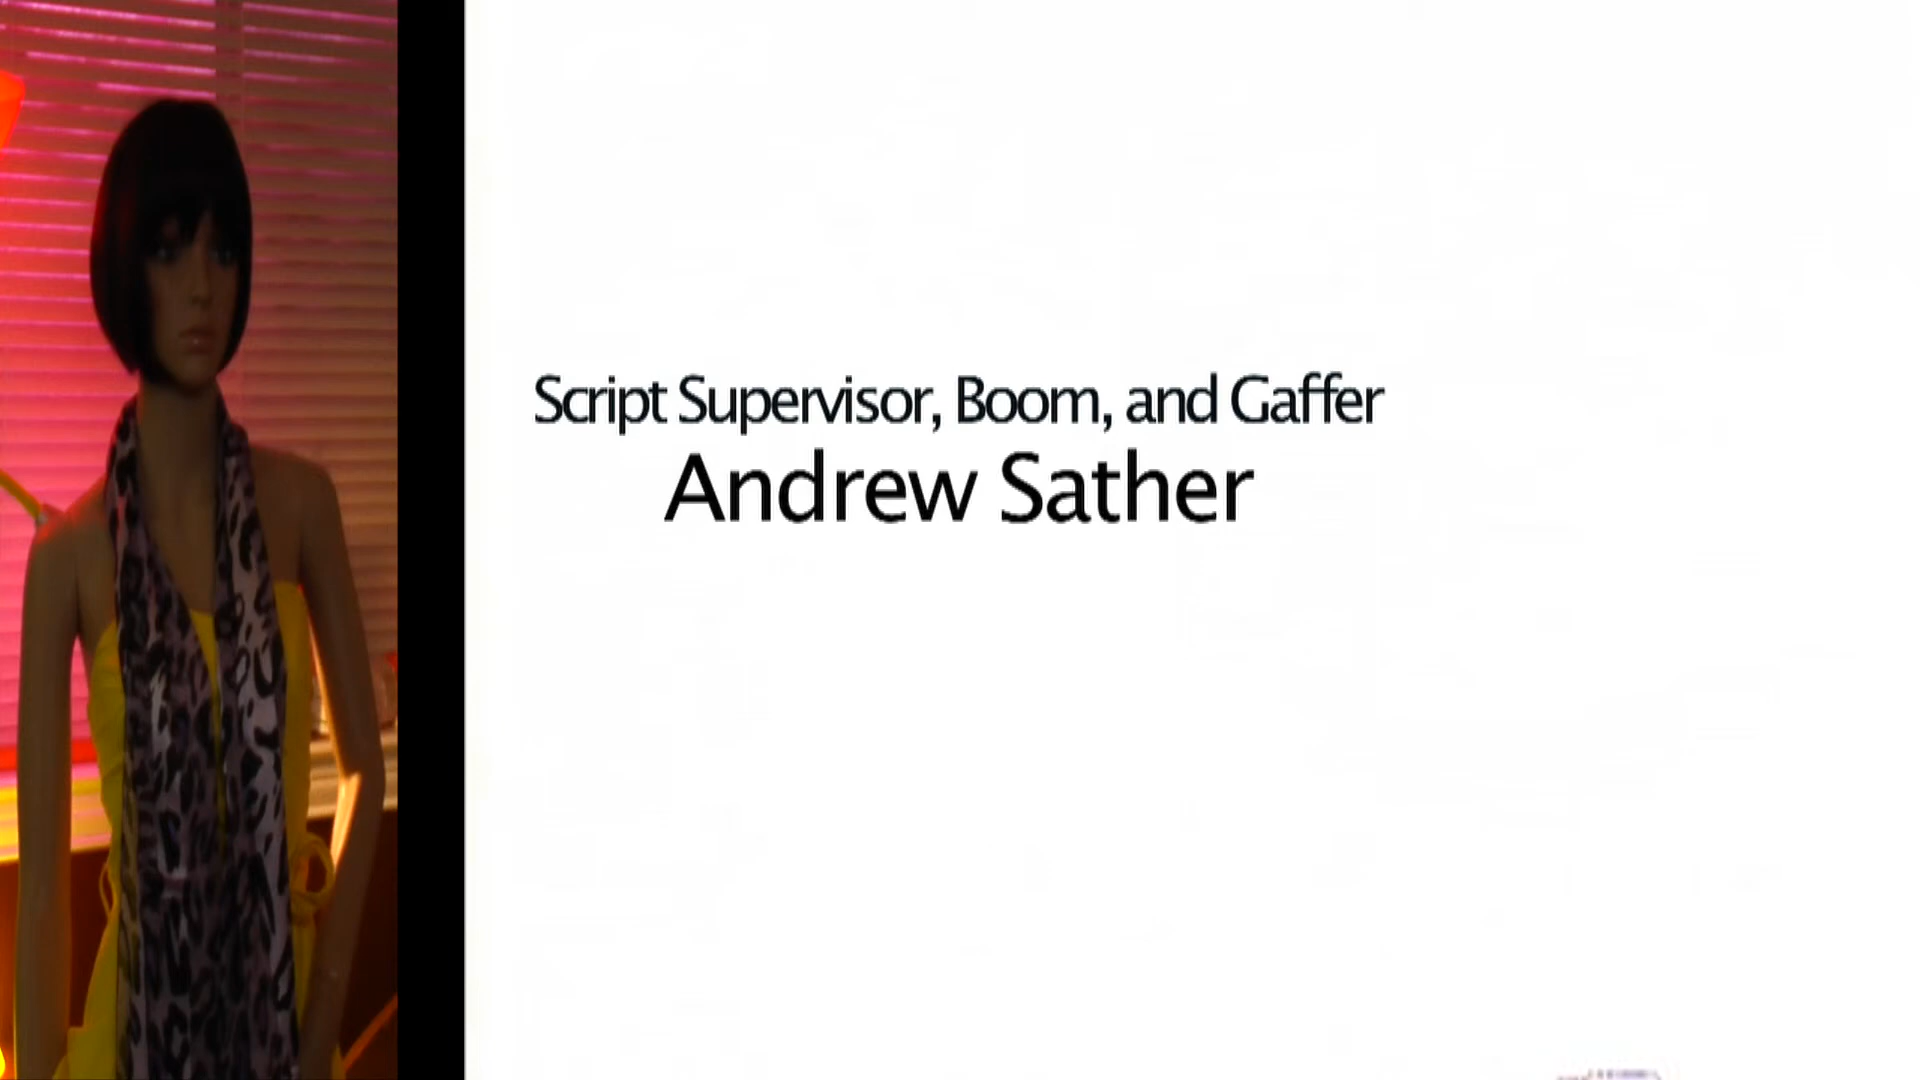 Script Supervisor, Boom, and Gaffer
Andrew Sather